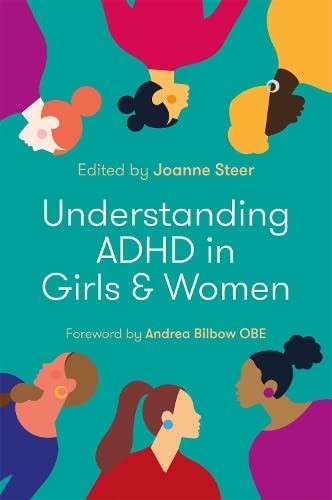 Edited by Joanne Steer
Understanding
ADHD in
Girls & Women
Foreword by Andrea Bilbow OBE